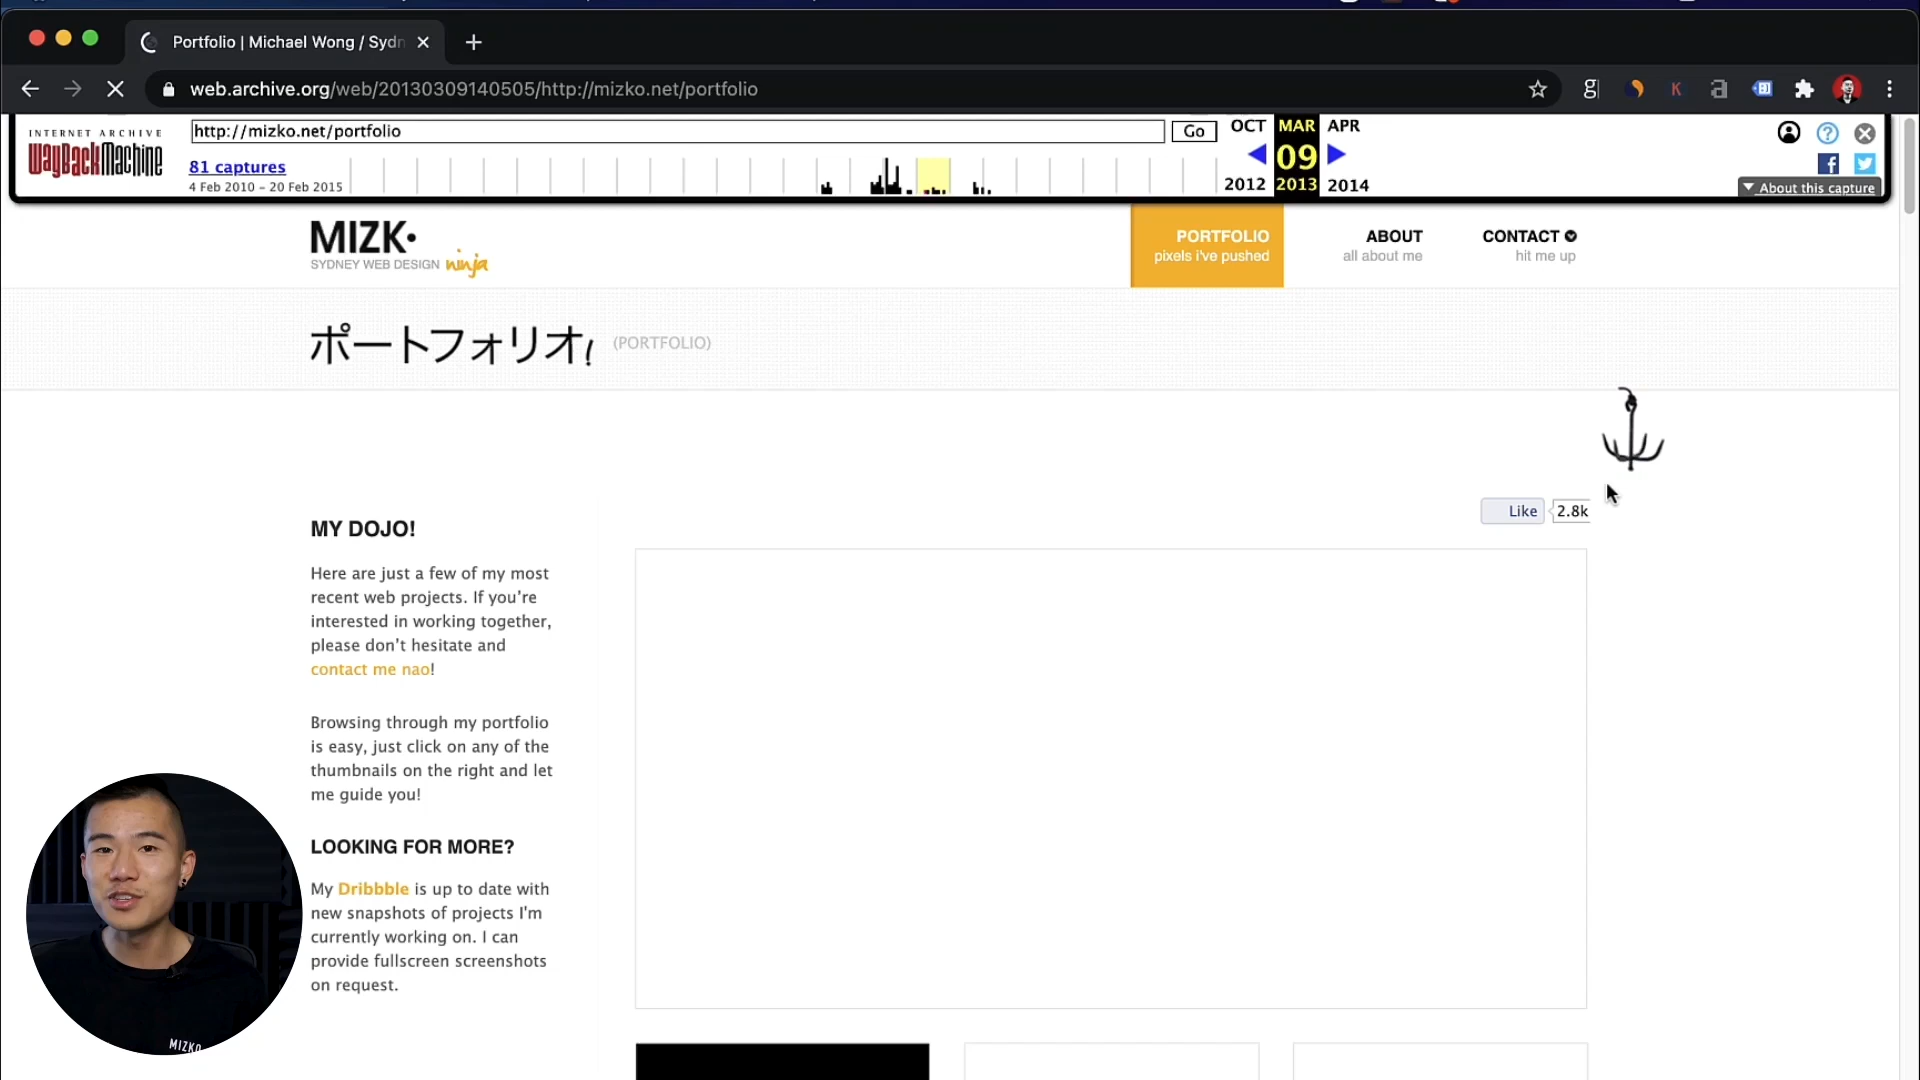 Portfolio | Michael Wong / Sydn
web.archive.org/web/20130309140505/http://mizko.net/portfolio
INTERNET ARCHIVE
WayBackMachine
http://mizko.net/portfolio
Go
OCT MAR APR
81 captures
09
4 Feb 2010 – 20 Feb 2015
2012 2013 2014
About this capture
MIZK
SYDNEY WEB DESIGN ninja
PORTFOLIO
pixels i've pushed
ABOUT
all about me
CONTACT
hit me up
ポートフォリオ!
(PORTFOLIO)
Like 2.8k
MY DOJO!
Here are just a few of my most
recent web projects. If you’re
interested in working together,
please don’t hesitate and
contact me nao!
Browsing through my portfolio
is easy, just click on any of the
thumbnails on the right and let
me guide you!
LOOKING FOR MORE?
My Dribbble is up to date with
new snapshots of projects I'm
currently working on. I can
provide fullscreen screenshots
on request.
MIZKO